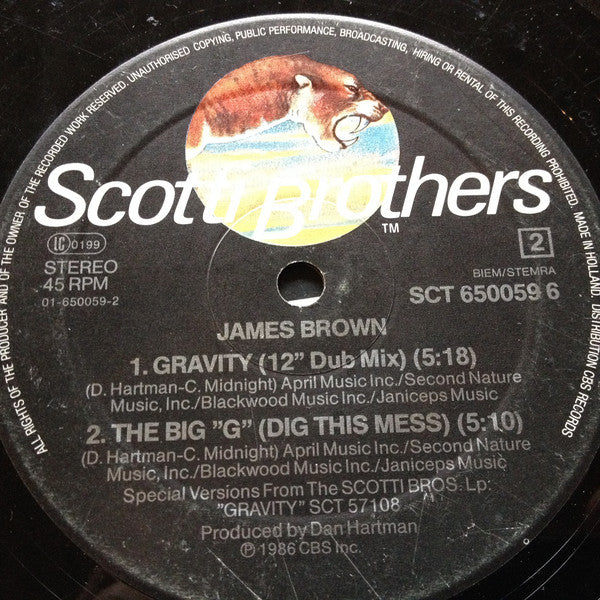 ALL RIGHTS OF THE PRODUCER AND OF THE OWNER OF THE RECORDED WORK RESERVED. UNAUTHORISED COPYING, PUBLIC PERFORMANCE, BROADCASTING, HIRING OR RENTAL OF THIS RECORDING PROHIBITED. MADE IN HOLLAND. DISTRIBUTION CBS RECORDS
Scotti Brothers
TM
LC 0199
STEREO
45 RPM
01-650059-2
2
BIEM/STEMRA
SCT 650059 6
JAMES BROWN
1. GRAVITY (12” Dub Mix) (5:18)
(D. Hartman-C. Midnight) April Music Inc./Second Nature
Music, Inc./Blackwood Music Inc./Janiceps Music
2. THE BIG ”G” (DIG THIS MESS) (5:10)
(D. Hartman-C. Midnight) April Music Inc./Second Nature
Music, Inc./Blackwood Music Inc./Janiceps Music
Special Versions From The SCOTTI BROS. Lp:
”GRAVITY” SCT 57108
Produced by Dan Hartman
℗ 1986 CBS Inc.